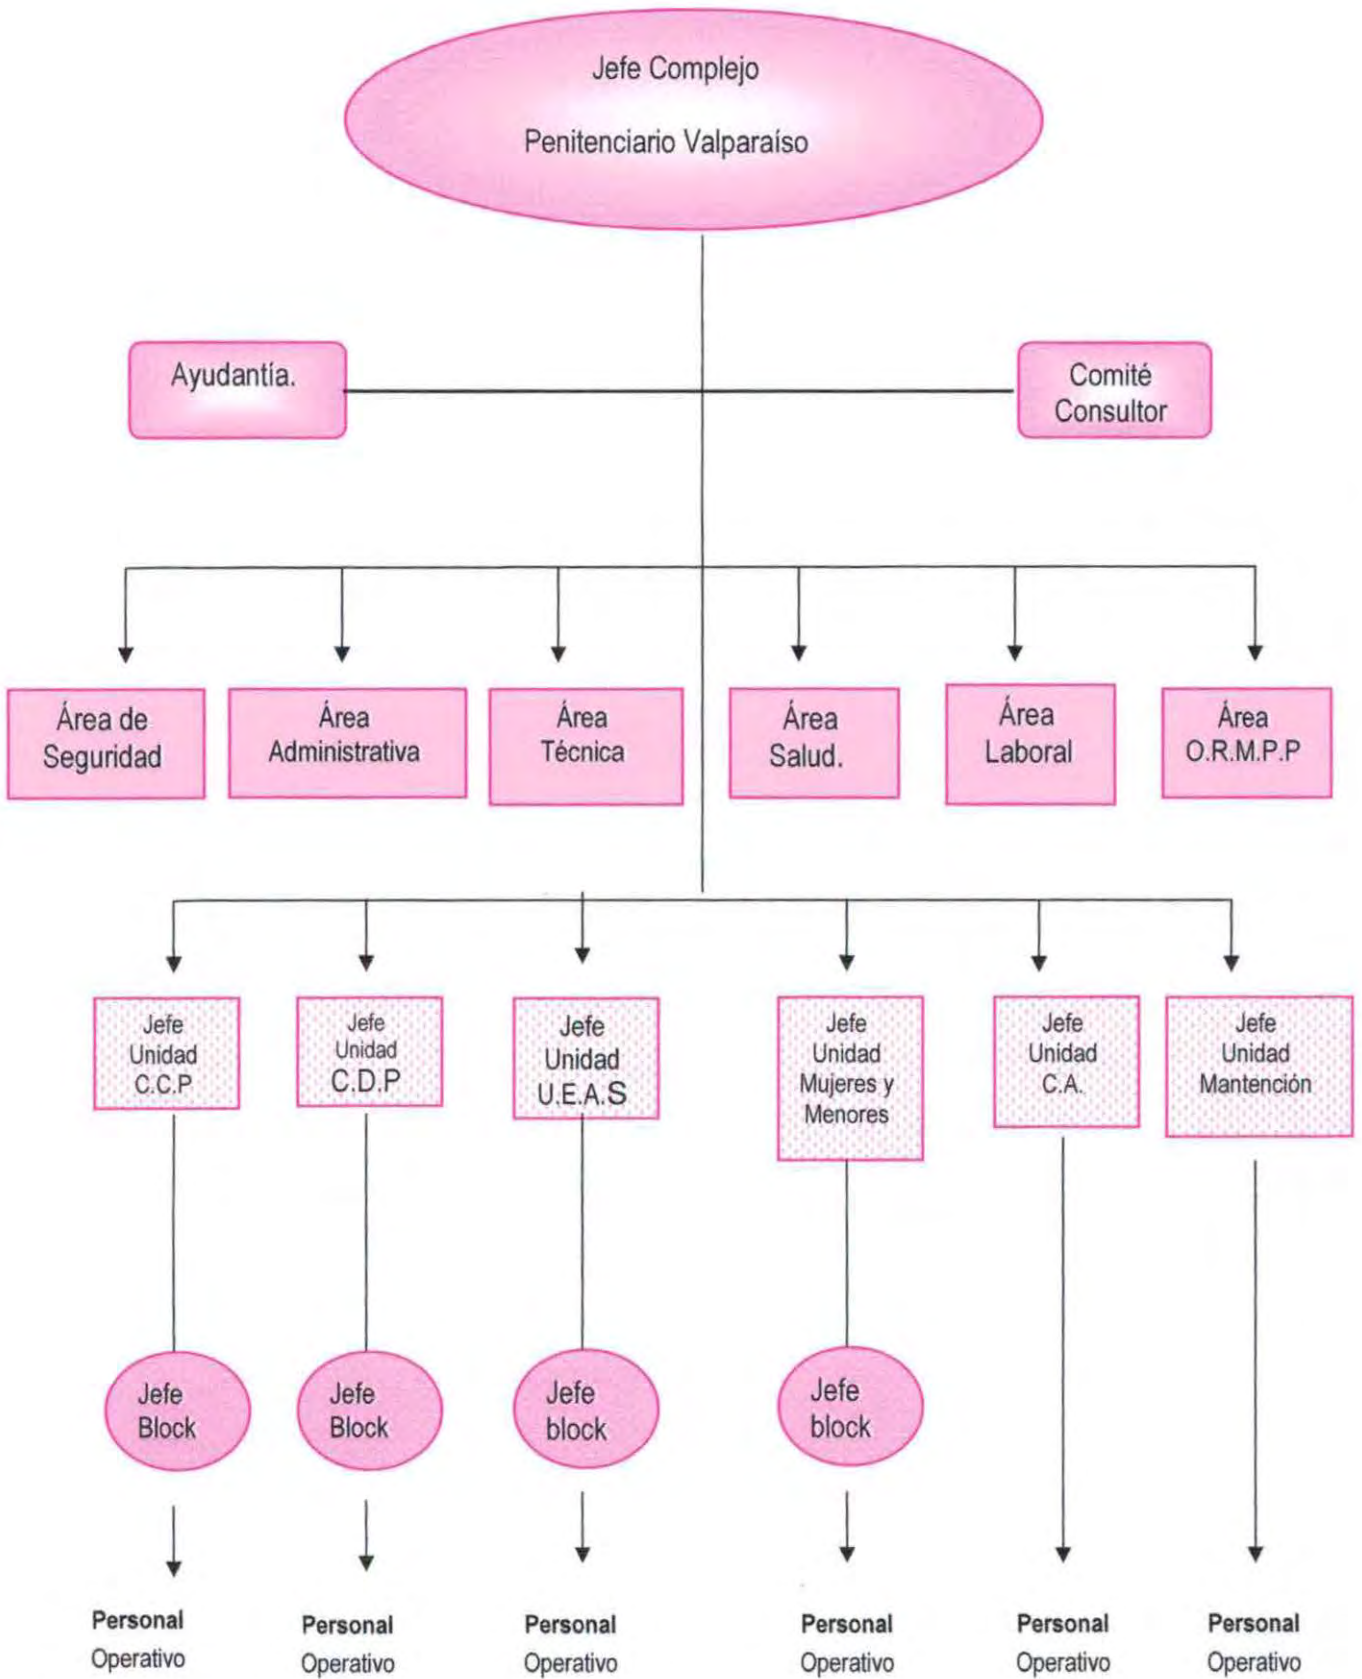 Jefe Complejo
Penitenciario Valparaíso
Ayudantía.
Comité
Consultor
Área de
Seguridad
Área
Administrativa
Área
Técnica
Área
Salud.
Área
Laboral
Área
O.R.M.P.P
Jefe
Unidad
C.C.P
Jefe
Unidad
C.D.P
Jefe
Unidad
U.E.A.S
Jefe
Unidad
Mujeres y
Menores
Jefe
Unidad
C.A.
Jefe
Unidad
Mantención
Jefe
Block
Jefe
Block
Jefe
block
Jefe
block
Personal
Operativo
Personal
Operativo
Personal
Operativo
Personal
Operativo
Personal
Operativo
Personal
Operativo